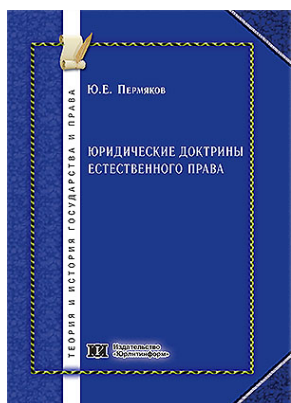 Ю.Е. Пермяков
ЮРИДИЧЕСКИЕ ДОКТРИНЫ
ЕСТЕСТВЕННОГО ПРАВА
ТЕОРИЯ И ИСТОРИЯ ГОСУДАРСТВА И ПРАВА
Издательство
«Юрлитинформ»